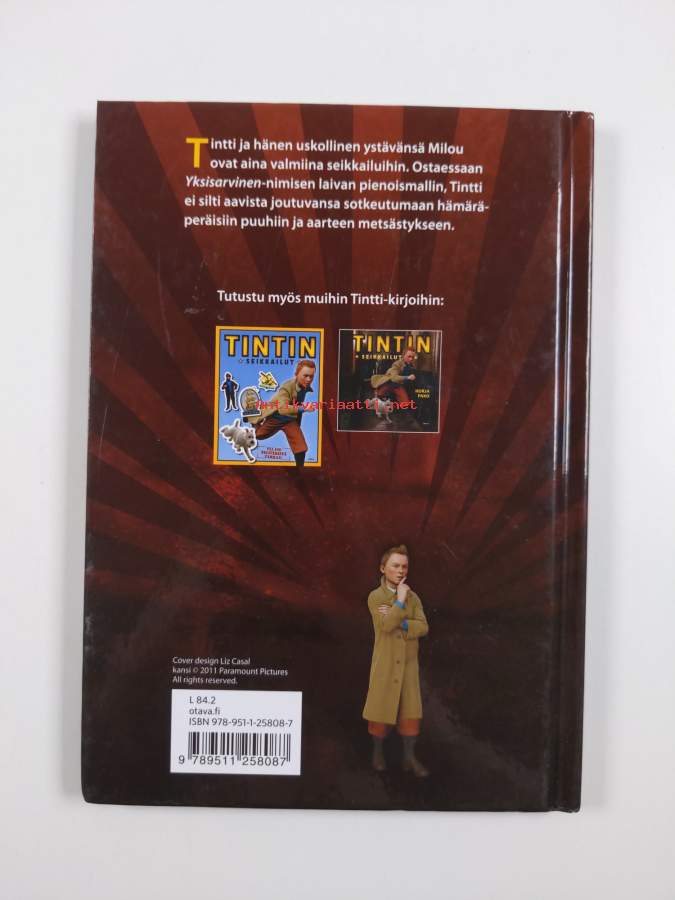 Tintti ja hänen uskollinen ystävänsä Milou
ovat aina valmiina seikkailuihin. Ostaessaan
Yksisarvinen-nimisen laivan pienoismallin, Tintti
ei silti aavista joutuvansa sotkeutumaan hämärä-
peräisiin puuhiin ja aarteen metsästykseen.
Tutustu myös muihin Tintti-kirjoihin:
TINTIN
SEIKKAILUT
TINTIN
SEIKKAILUT
HURJA
PAKO
antikvariaatti.net
Cover design Liz Casal
kansi © 2011 Paramount Pictures
All rights reserved.
L 84.2
otava.fi
ISBN 978-951-1-25808-7
9 789511 258087